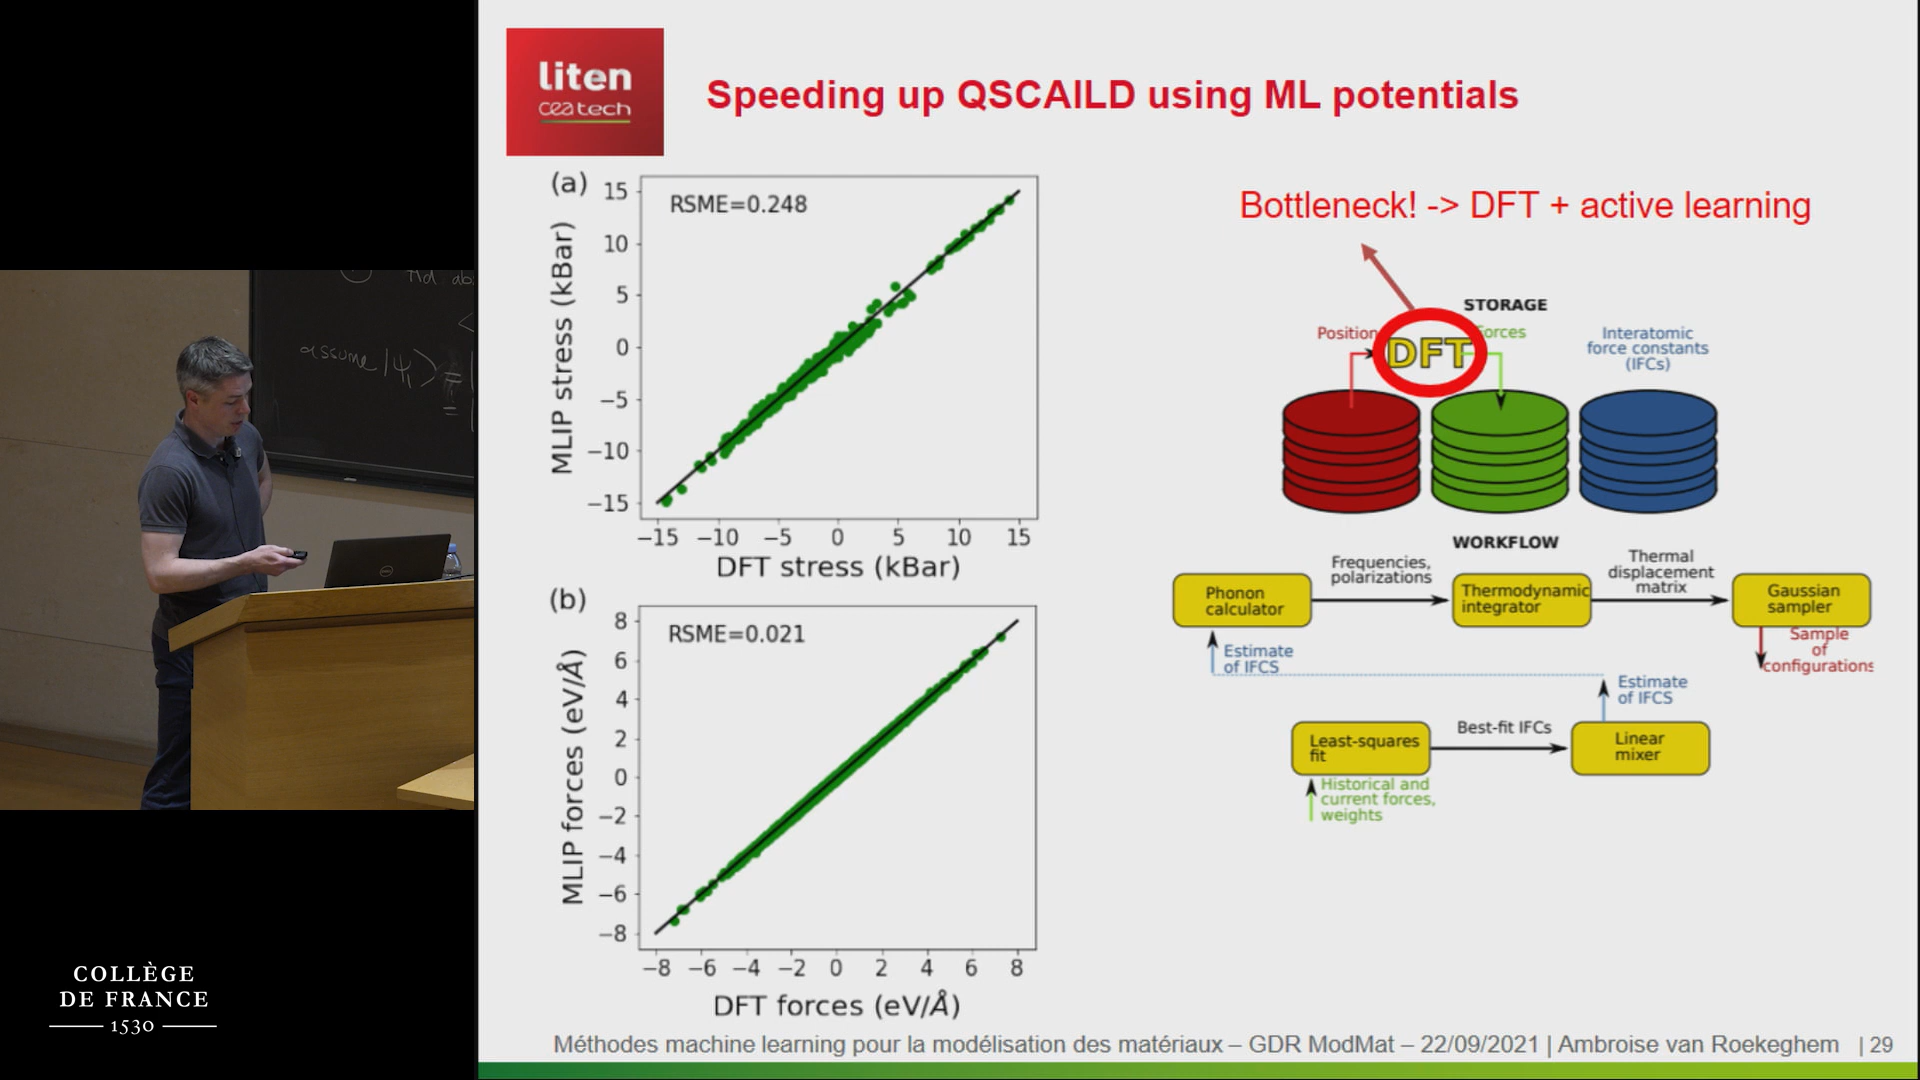 liten
ceatech
Speeding up QSCAILD using ML potentials
(a)
RSME=0.248
15
10
5
0
−5
−10
−15
MLIP stress (kBar)
−15 −10 −5 0 5 10 15
DFT stress (kBar)
(b)
RSME=0.021
8
6
4
2
0
−2
−4
−6
−8
MLIP forces (eV/Å)
−8 −6 −4 −2 0 2 4 6 8
DFT forces (eV/Å)
Bottleneck! -> DFT + active learning
STORAGE
Position
DFT
Forces
Interatomic
force constants
(IFCs)
WORKFLOW
Phonon
calculator
Frequencies,
polarizations
Thermodynamic
integrator
Thermal
displacement
matrix
Gaussian
sampler
Sample
of
configurations
Estimate
of IFCS
Estimate
of IFCS
Least-squares
fit
Best-fit IFCs
Linear
mixer
Historical and
current forces,
weights
Méthodes machine learning pour la modélisation des matériaux – GDR ModMat – 22/09/2021 | Ambroise van Roekeghem | 29
assume |ψ
COLLÈGE
DE FRANCE
1530